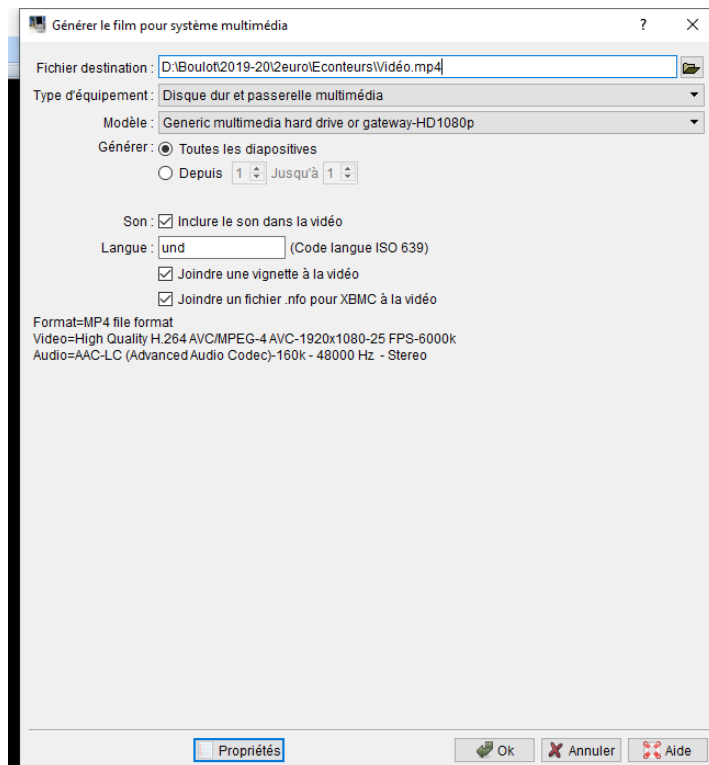 Générer le film pour système multimédia
Fichier destination : D:\Boulot\2019-20\2euro\Econteurs\Vidéo.mp4
Type d'équipement : Disque dur et passerelle multimédia
Modèle : Generic multimedia hard drive or gateway-HD1080p
Générer : Toutes les diapositives
Depuis 1 Jusqu'à 1
Son : Inclure le son dans la vidéo
Langue : und (Code langue ISO 639)
Joindre une vignette à la vidéo
Joindre un fichier .nfo pour XBMC à la vidéo
Format=MP4 file format
Video=High Quality H.264 AVC/MPEG-4 AVC-1920x1080-25 FPS-6000k
Audio=AAC-LC (Advanced Audio Codec)-160k - 48000 Hz - Stereo
Propriétés Ok Annuler Aide